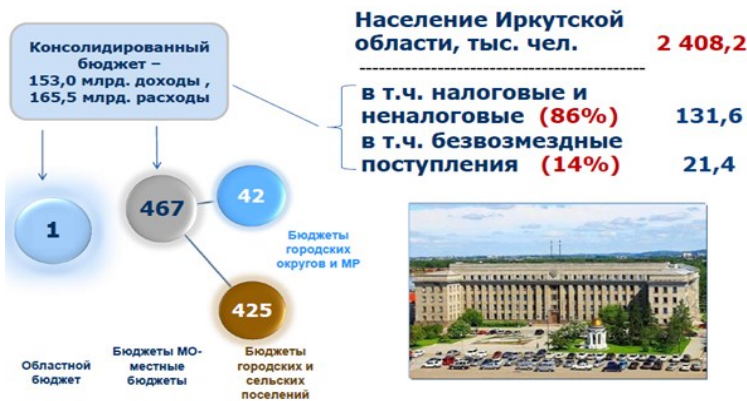 Консолидированный
бюджет –
153,0 млрд. доходы ,
165,5 млрд. расходы
Население Иркутской
области, тыс. чел. 2 408,2
----------------------------------------
в т.ч. налоговые и
неналоговые (86%) 131,6
в т.ч. безвозмездные
поступления (14%) 21,4
1
467
42
Бюджеты
городских
округов и МР
425
Областной
бюджет
Бюджеты МО-
местные
бюджеты
Бюджеты
городских и
сельских
поселений